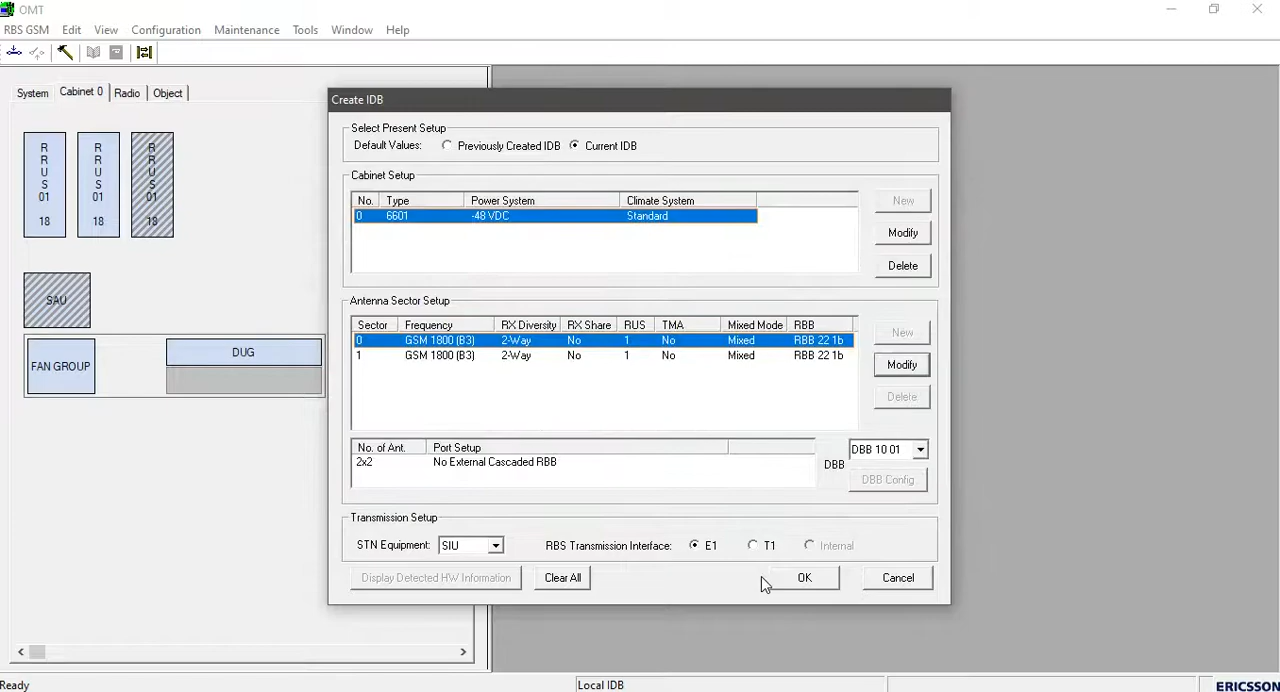 OMT
RBS GSM Edit View Configuration Maintenance Tools Window Help
System Cabinet 0 Radio Object
R R U S 01 18
R R U S 01 18
R R U S 01 18
SAU
FAN GROUP
DUG
Create IDB
Select Present Setup
Default Values: Previously Created IDB Current IDB
Cabinet Setup
No. Type Power System Climate System
0 6601 -48 VDC Standard
New
Modify
Delete
Antenna Sector Setup
Sector Frequency RX Diversity RX Share RUS TMA Mixed Mode RBB
0 GSM 1800 (B3) 2-Way No 1 No Mixed RBB 22 1b
1 GSM 1800 (B3) 2-Way No 1 No Mixed RBB 22 1b
New
Modify
Delete
No. of Ant. Port Setup
2x2 No External Cascaded RBB
DBB DBB 10 01
DBB Config
Transmission Setup
STN Equipment: SIU RBS Transmission Interface: E1 T1 Internal
Display Detected HW Information Clear All OK Cancel
Ready Local IDB ERICSSON